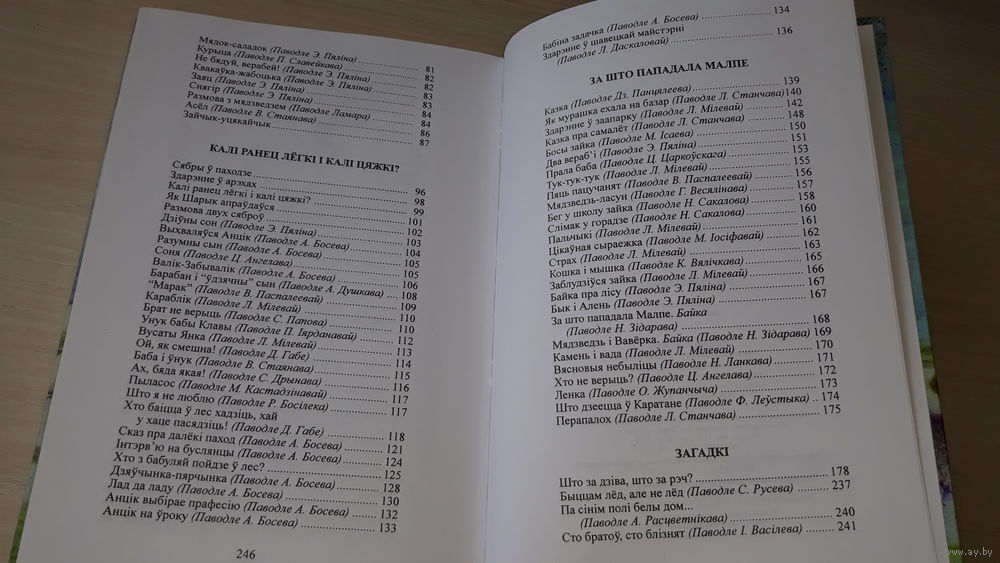 Мядок-саладок (Паводле Э. Пяліна) 81
Курыца (Паводле П. Славейкава) 82
Не бядуй, верабей! (Паводле Э. Пяліна) 82
Квакаўка-жабоцька (Паводле Э. Пяліна) 82
Заяц (Паводле Э. Пяліна) 83
Снягір (Паводле Э. Пяліна) 83
Размова з мядзведзем (Паводле Ламара) 84
Асёл (Паводле В. Стаянава) 84
Зайчык-уцякайчык 86
87
КАЛІ РАНЕЦ ЛЁГКІ І КАЛІ ЦЯЖКІ?
Сябры ў паходзе 96
Здарэнне ў арэхах 98
Калі ранец лёгкі і калі цяжкі? 99
Як Шарык апраўдаўся 101
Размова двух сяброў 102
Дзіўны сон (Паводле Э. Пяліна) 103
Выхваляўся Анцік (Паводле А. Босева) 104
Разумны сын (Паводле А. Босева) 105
Соня (Паводле Ц. Ангелава) 105
Валік-Забывалік (Паводле А. Босева) 106
Барабан і “ўдзячны” сын (Паводле А. Душкава) 108
“Марак” (Паводле В. Паспалеевай) 109
Караблік (Паводле Л. Мілевай) 110
Брат не верыць (Паводле С. Папова) 110
Унук бабы Клавы (Паводле П. Іярданавай) 112
Вусаты Янка (Паводле Л. Мілевай) 113
Ой, як смешна! (Паводле Д. Габе) 114
Баба і ўнук (Паводле В. Стаянава) 115
Ах, бяда якая! (Паводле С. Дрынава) 116
Пыласос (Паводле М. Кастадзінавай) 117
Што я не люблю (Паводле Р. Босілека) 117
Хто баіцца ў лес хадзіць, хай
у хаце пасядзіць! (Паводле Д. Габе) 118
Сказ пра далёкі паход (Паводле А. Босева) 121
Інтэрв’ю на буслянцы (Паводле А. Босева) 124
Хто з бабуляй пойдзе ў лес? 125
Дзяўчынка-пярчынка (Паводле А. Босева) 128
Лад да ладу (Паводле А. Босева) 130
Анцік выбірае прафесію (Паводле А. Босева) 132
Анцік на ўроку (Паводле А. Босева) 133
246
Бабіна задачка (Паводле А. Босева) 134
Здарэнне ў шавецкай майстэрні
(Паводле Л. Даскаловай) 136
ЗА ШТО ПАПАДАЛА МАЛПЕ
Казка (Паводле Дз. Панцялеева) 139
Як мурашка ехала на базар (Паводле Л. Станчава) 140
Здарэнне ў заапарку (Паводле Л. Мілевай) 142
Казка пра самалёт (Паводле Л. Станчава) 148
Босы зайка (Паводле М. Ісаева) 150
Два вераб’і (Паводле Э. Пяліна) 151
Прала баба (Паводле Ц. Царкоўскага) 153
Тук-тук-тук (Паводле Л. Мілевай) 155
Пяць пацучанят (Паводле В. Паспалеевай) 156
Мядзведзь-ласун (Паводле Г. Весялінава) 157
Бег у школу зайка (Паводле Н. Сакалова) 158
Слімак у горадзе (Паводле Н. Сакалова) 160
Пальчыкі (Паводле Л. Мілевай) 161
Цікаўная сыраежка (Паводле М. Іосіфавай) 162
Страх (Паводле Л. Мілевай) 163
Кошка і мышка (Паводле К. Вялічкава) 165
Заблудзіўся зайка (Паводле Л. Мілевай) 166
Байка пра лісу (Паводле Э. Пяліна) 167
Бык і Алень (Паводле Э. Пяліна) 167
За што пападала Малпе. Байка
(Паводле Н. Зідарава) 168
Мядзведзь і Вавёрка. Байка (Паводле Н. Зідарава) 169
Камень і вада (Паводле Л. Мілевай) 170
Вясновыя небыліцы (Паводле Н. Ланкава) 171
Хто не верыць? (Паводле Ц. Ангелава) 172
Ленка (Паводле О. Жупанчыча) 173
Што дзеецца ў Каратане (Паводле Ф. Леўстыка) 174
Перапалох (Паводле Л. Станчава) 175
ЗАГАДКІ
Што за дзіва, што за рэч? 178
Быццам лёд, але не лёд (Паводле С. Русева) 237
Па сінім полі белы дом...
(Паводле А. Расцветнікава) 240
Сто братоў, сто блізнят (Паводле І. Васілева) 241
www.ay.by